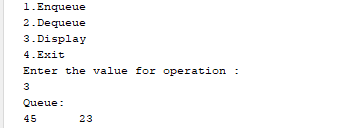 1.Enqueue
2.Dequeue
3.Display
4.Exit
Enter the value for operation :
3
Queue:
45 23